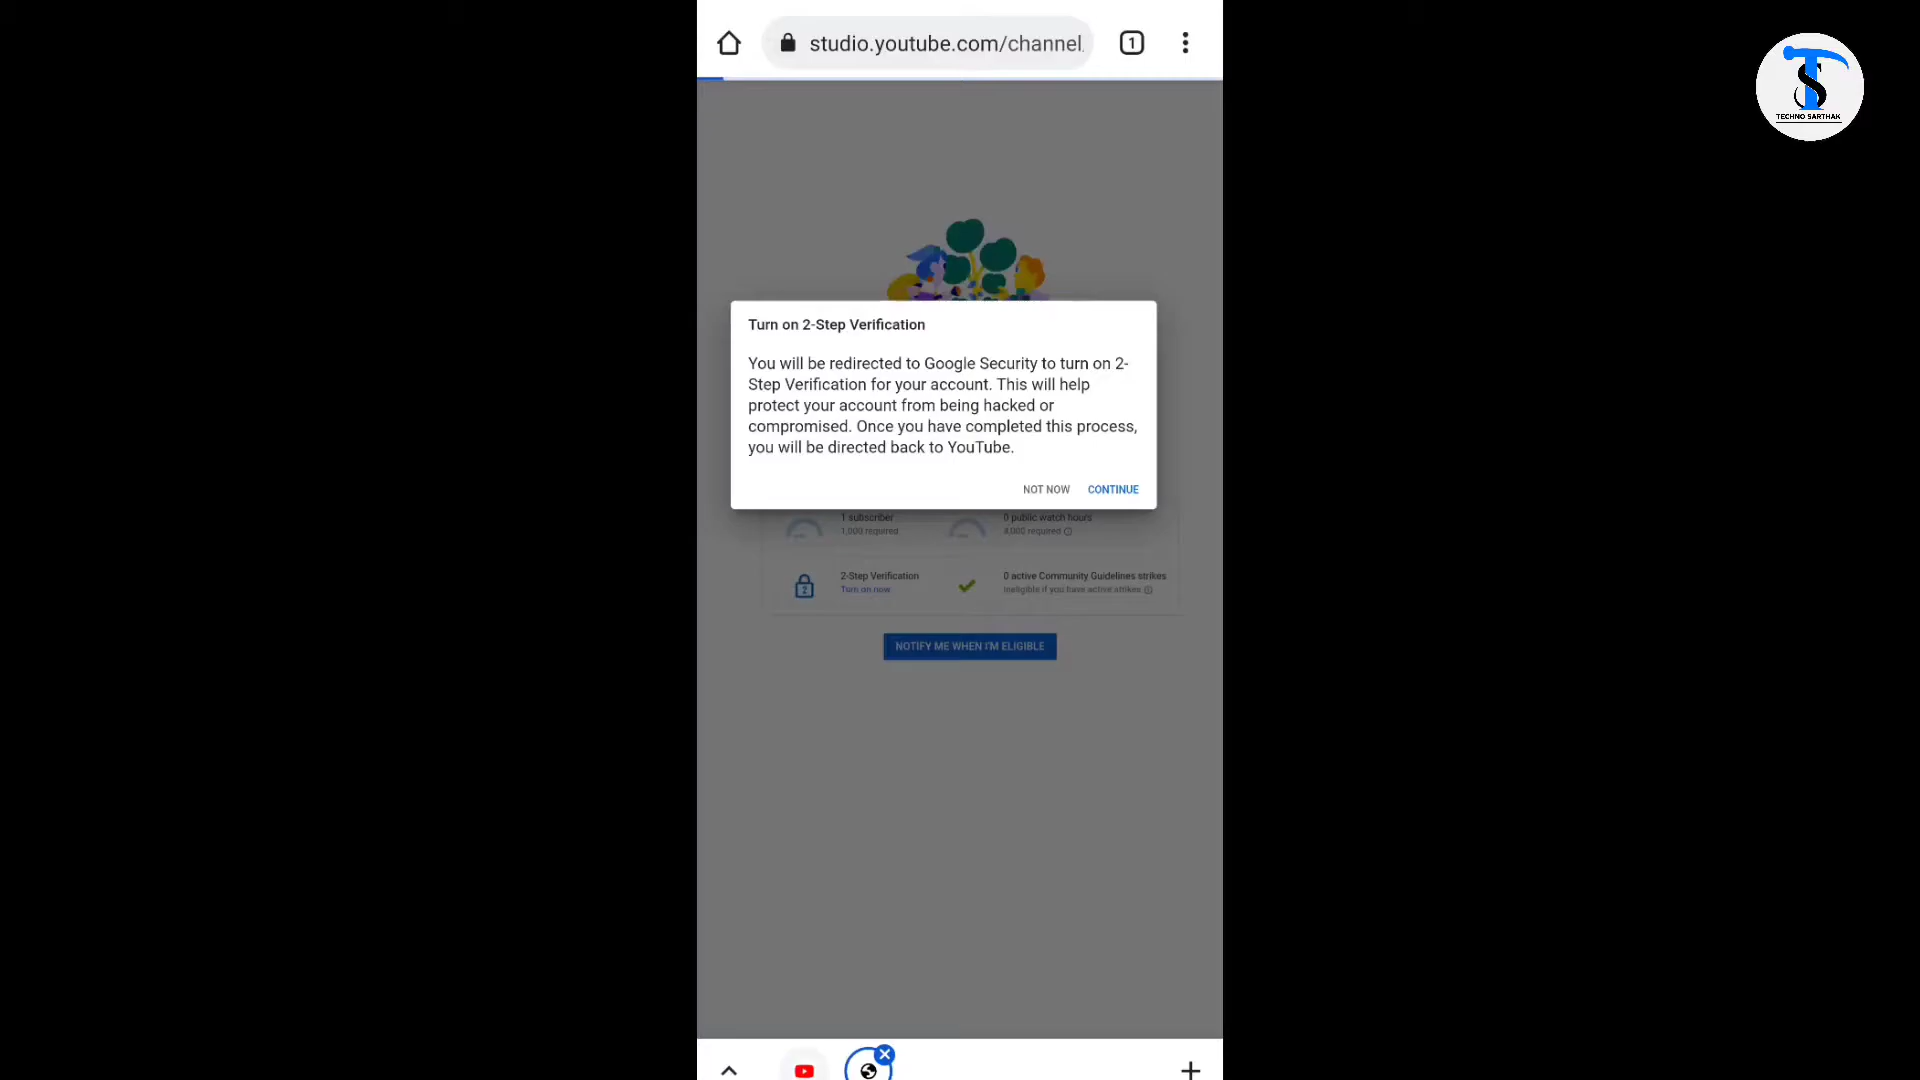 studio.youtube.com/channel
1
TS
TECHNO SARTHAK
Turn on 2-Step Verification
You will be redirected to Google Security to turn on 2-
Step Verification for your account. This will help
protect your account from being hacked or
compromised. Once you have completed this process,
you will be directed back to YouTube.
NOT NOW CONTINUE
1 subscriber
1,000 required
0 public watch hours
4,000 required
2
2-Step Verification
Turn on now
0 active Community Guidelines strikes
Ineligible if you have active strikes
NOTIFY ME WHEN I'M ELIGIBLE